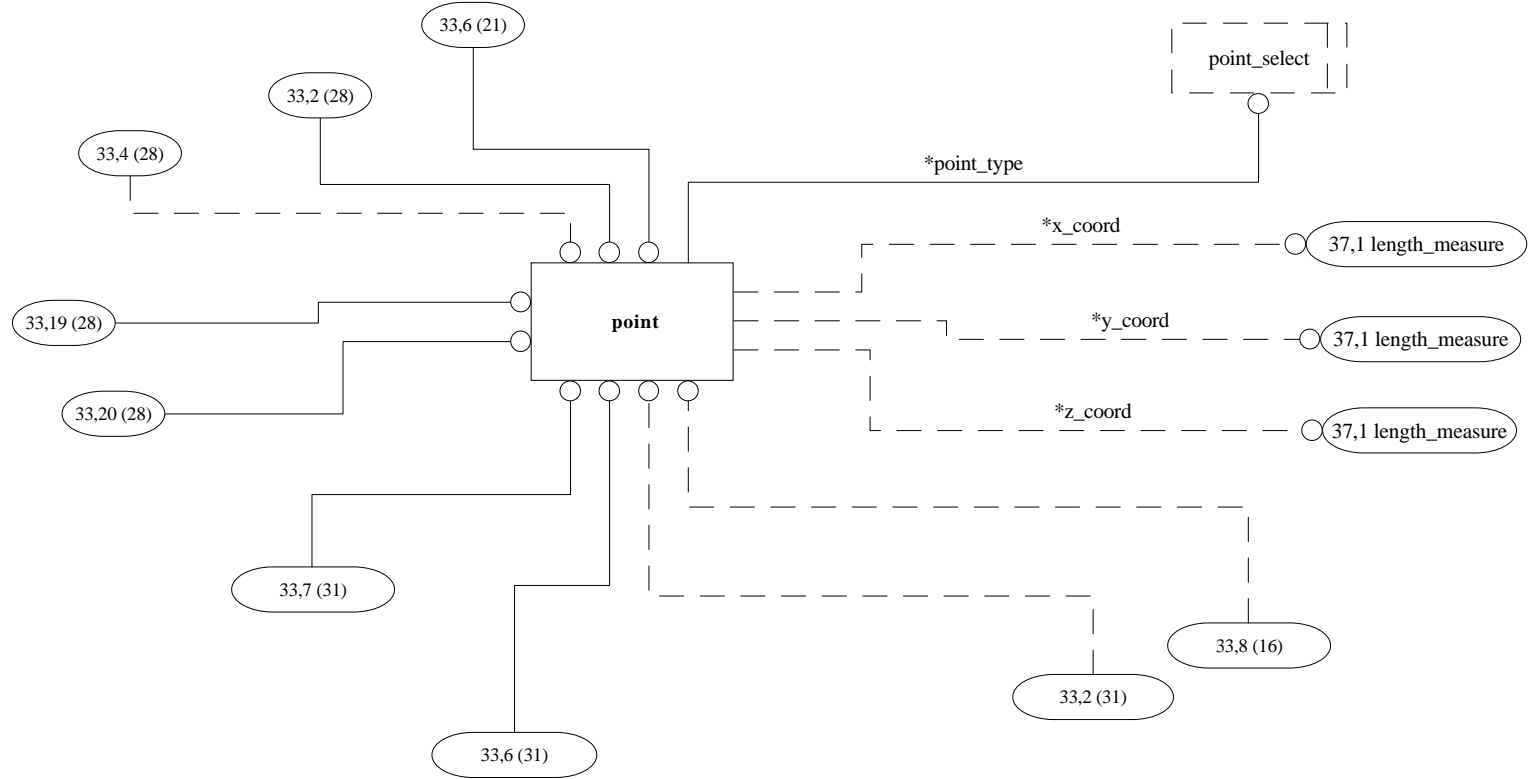 33,6 (21)
point_select
33,2 (28)
33,4 (28)
*point_type
*x_coord
37,1 length_measure
33,19 (28)
point
*y_coord
37,1 length_measure
33,20 (28)
*z_coord
37,1 length_measure
33,7 (31)
33,8 (16)
33,2 (31)
33,6 (31)